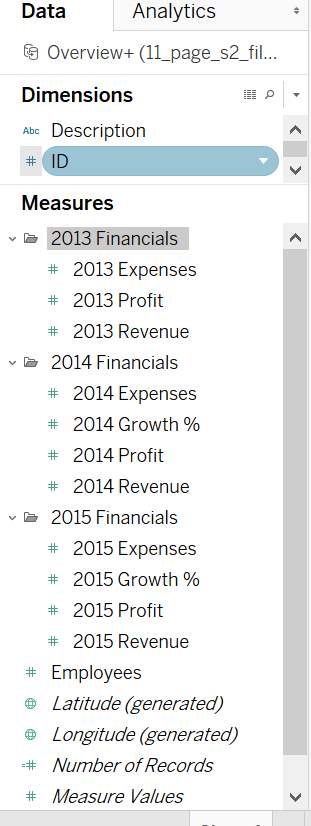 Data Analytics
Overview+ (11_page_s2_fil...
Dimensions
Abc Description
# ID
Measures
2013 Financials
# 2013 Expenses
# 2013 Profit
# 2013 Revenue
2014 Financials
# 2014 Expenses
# 2014 Growth %
# 2014 Profit
# 2014 Revenue
2015 Financials
# 2015 Expenses
# 2015 Growth %
# 2015 Profit
# 2015 Revenue
# Employees
Latitude (generated)
Longitude (generated)
=# Number of Records
# Measure Values